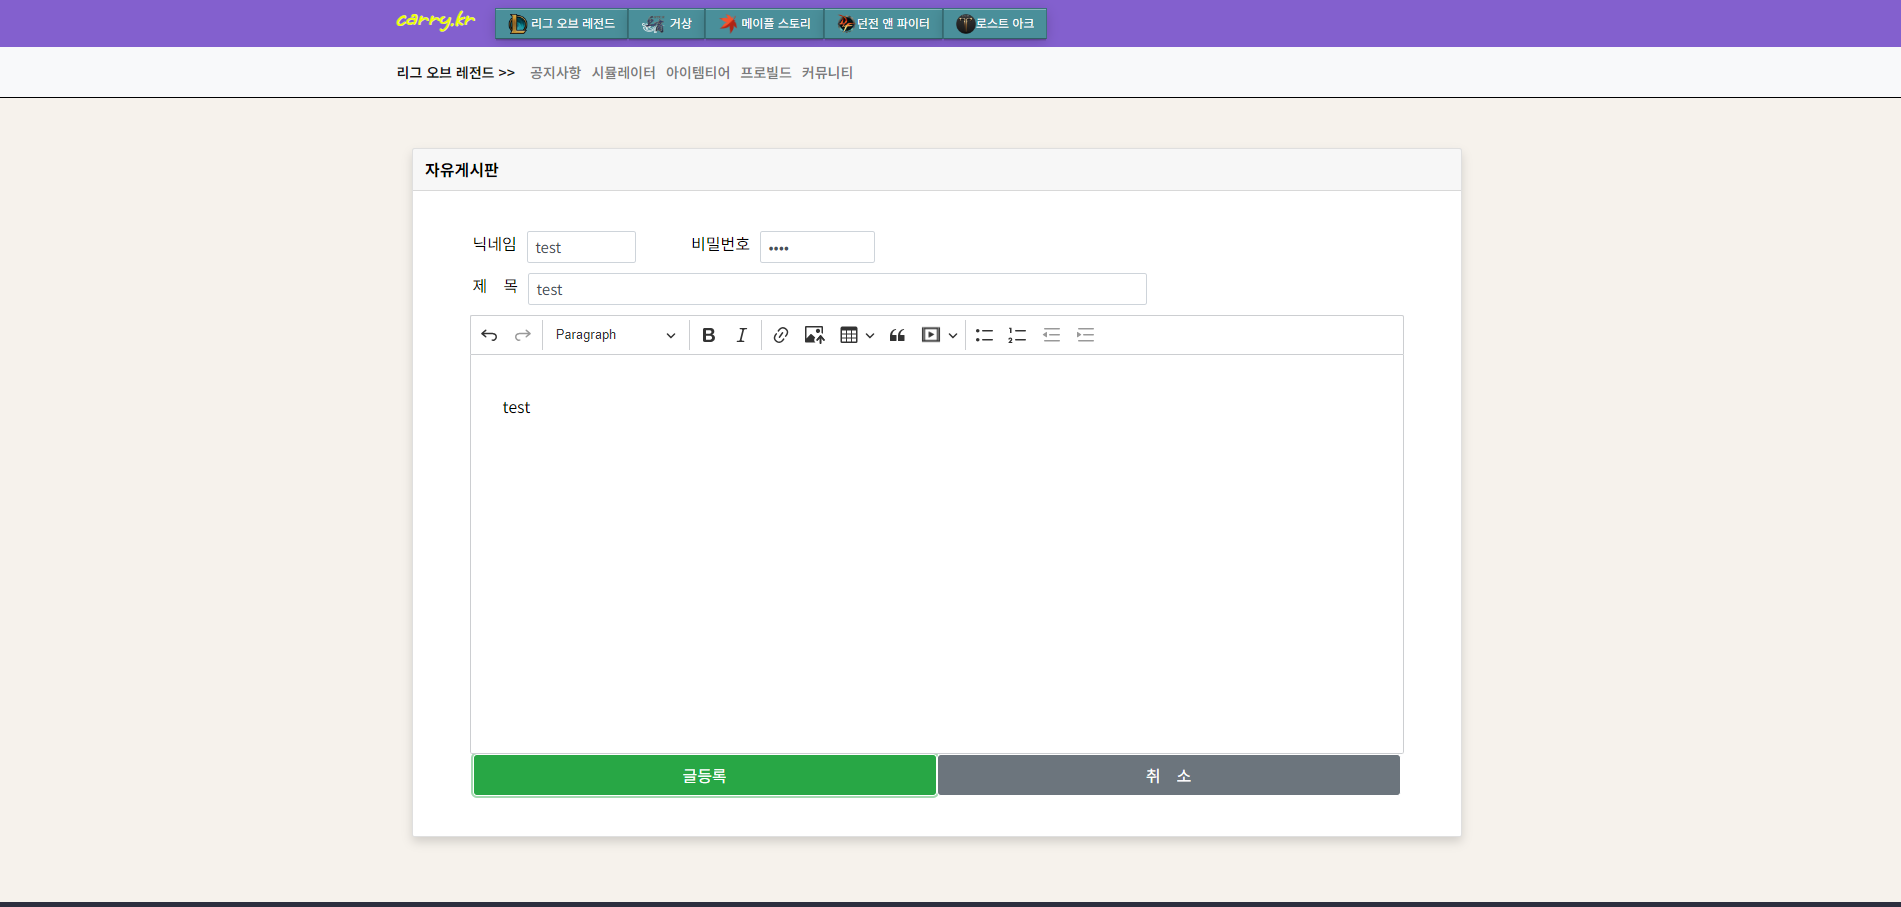 carry.kr 리그 오브 레전드 거상 메이플 스토리 던전 앤 파이터 로스트 아크
리그 오브 레전드 >> 공지사항 시뮬레이터 아이템티어 프로빌드 커뮤니티
자유게시판
닉네임 test 비밀번호 ••••
제 목 test
Paragraph B I
test
글등록 취 소